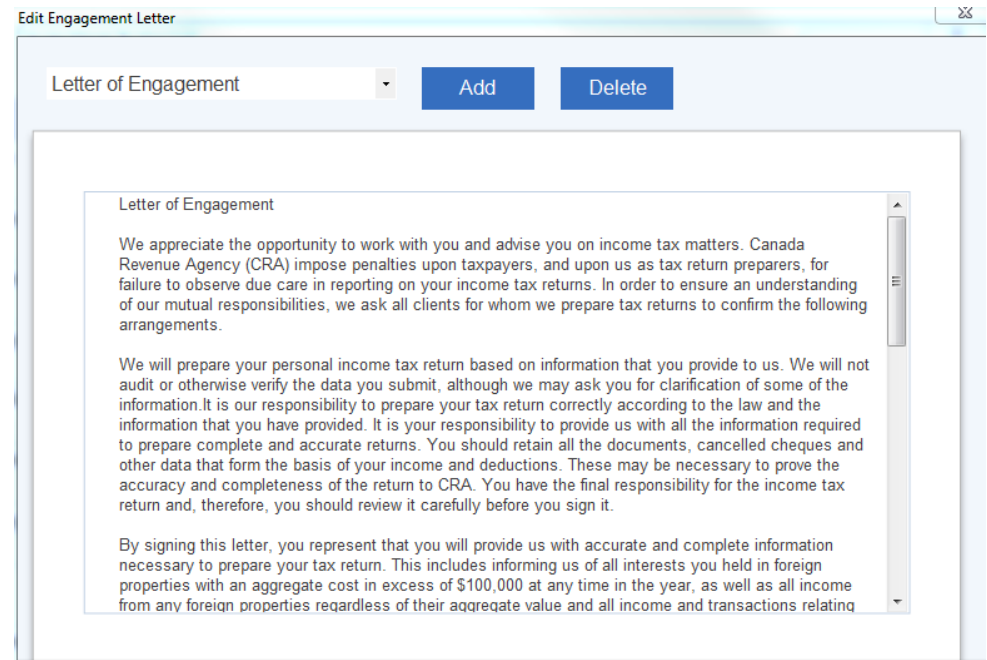 Edit Engagement Letter
Letter of Engagement
Add
Delete
Letter of Engagement
We appreciate the opportunity to work with you and advise you on income tax matters. Canada
Revenue Agency (CRA) impose penalties upon taxpayers, and upon us as tax return preparers, for
failure to observe due care in reporting on your income tax returns. In order to ensure an understanding
of our mutual responsibilities, we ask all clients for whom we prepare tax returns to confirm the following
arrangements.
We will prepare your personal income tax return based on information that you provide to us. We will not
audit or otherwise verify the data you submit, although we may ask you for clarification of some of the
information.It is our responsibility to prepare your tax return correctly according to the law and the
information that you have provided. It is your responsibility to provide us with all the information required
to prepare complete and accurate returns. You should retain all the documents, cancelled cheques and
other data that form the basis of your income and deductions. These may be necessary to prove the
accuracy and completeness of the return to CRA. You have the final responsibility for the income tax
return and, therefore, you should review it carefully before you sign it.
By signing this letter, you represent that you will provide us with accurate and complete information
necessary to prepare your tax return. This includes informing us of all interests you held in foreign
properties with an aggregate cost in excess of $100,000 at any time in the year, as well as all income
from any foreign properties regardless of their aggregate value and all income and transactions relating